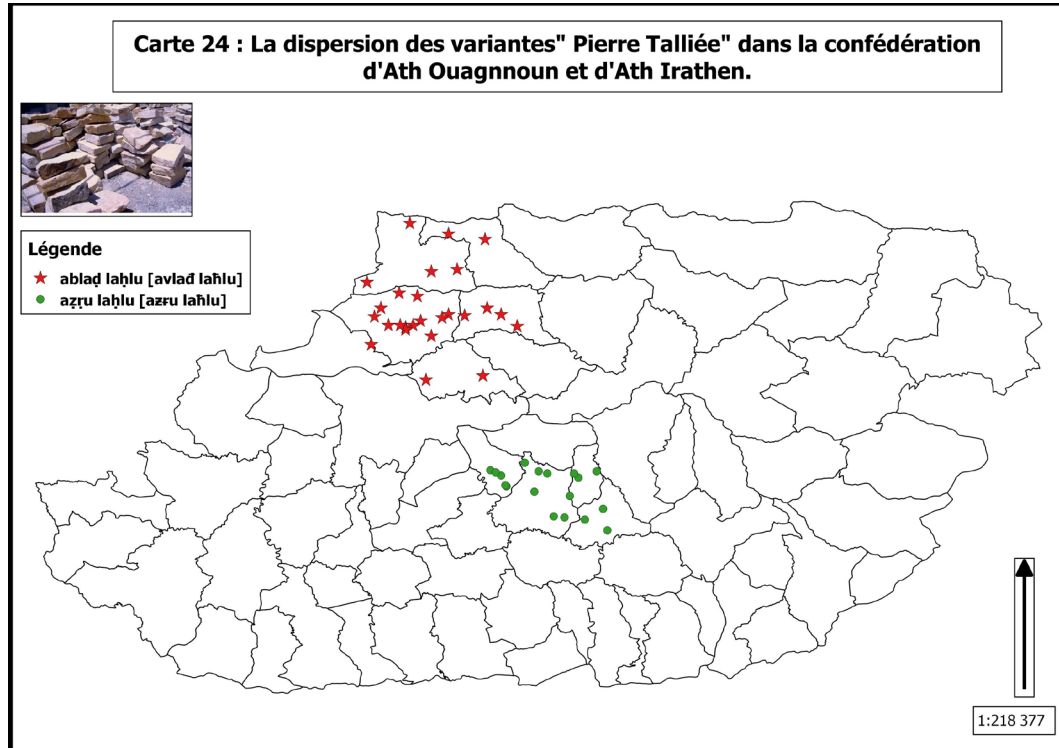 Carte 24 : La dispersion des variantes" Pierre Talliée" dans la confédération
d'Ath Ouagnnoun et d'Ath Irathen.
Légende
ablaḍ laḥlu [avlađ laħlu]
aẓṛu laḥlu [aᵶɍu laħlu]
1:218 377